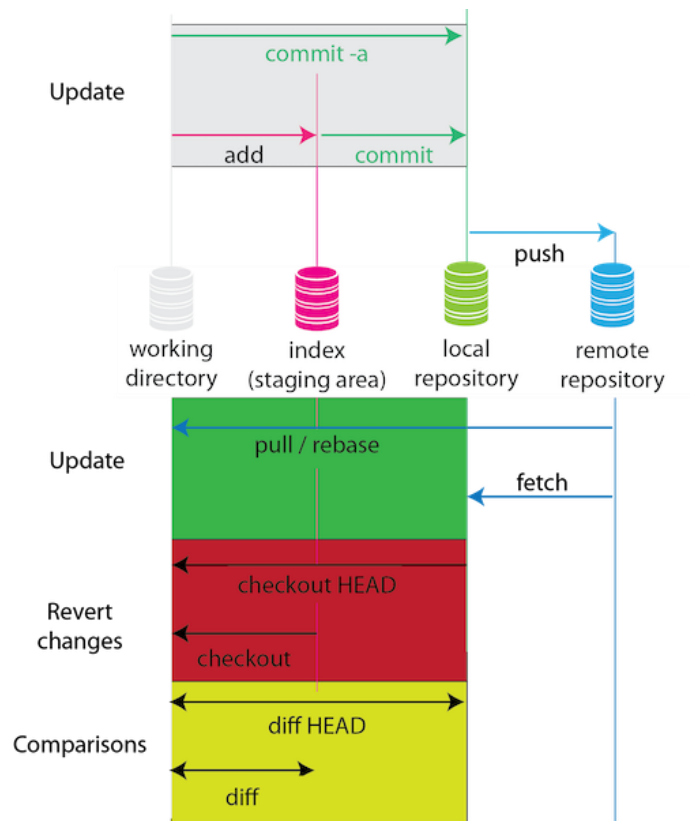 commit -a
Update
add
commit
push
working
directory
index
(staging area)
local
repository
remote
repository
pull / rebase
Update
fetch
checkout HEAD
Revert
changes
checkout
diff HEAD
Comparisons
diff